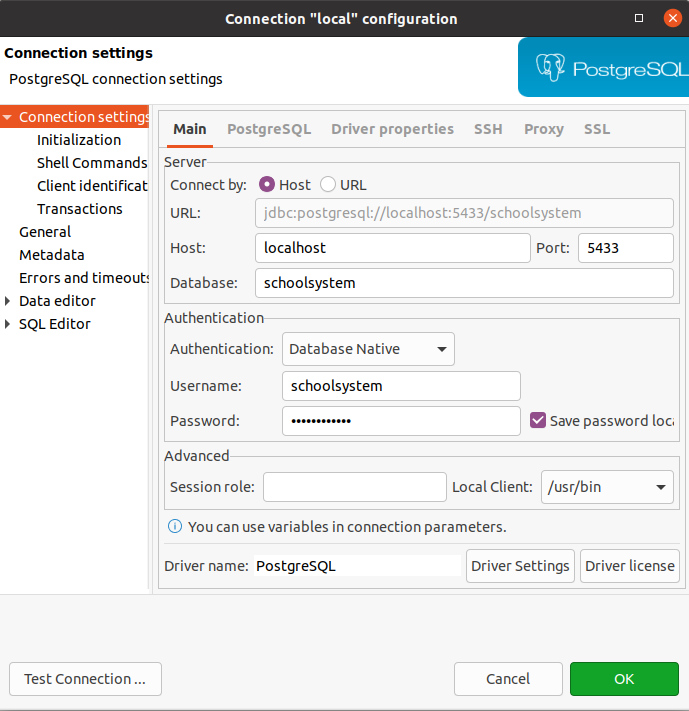 Connection "local" configuration
Connection settings
PostgreSQL connection settings
PostgreSQL
Connection settings
Initialization
Shell Commands
Client identificat
Transactions
General
Metadata
Errors and timeouts
Data editor
SQL Editor
Main PostgreSQL Driver properties SSH Proxy SSL
Server
Connect by: Host URL
URL: jdbc:postgresql://localhost:5433/schoolsystem
Host: localhost Port: 5433
Database: schoolsystem
Authentication
Authentication: Database Native
Username: schoolsystem
Password: •••••••••••• Save password loca
Advanced
Session role: Local Client: /usr/bin
You can use variables in connection parameters.
Driver name: PostgreSQL Driver Settings Driver license
Test Connection ... Cancel OK